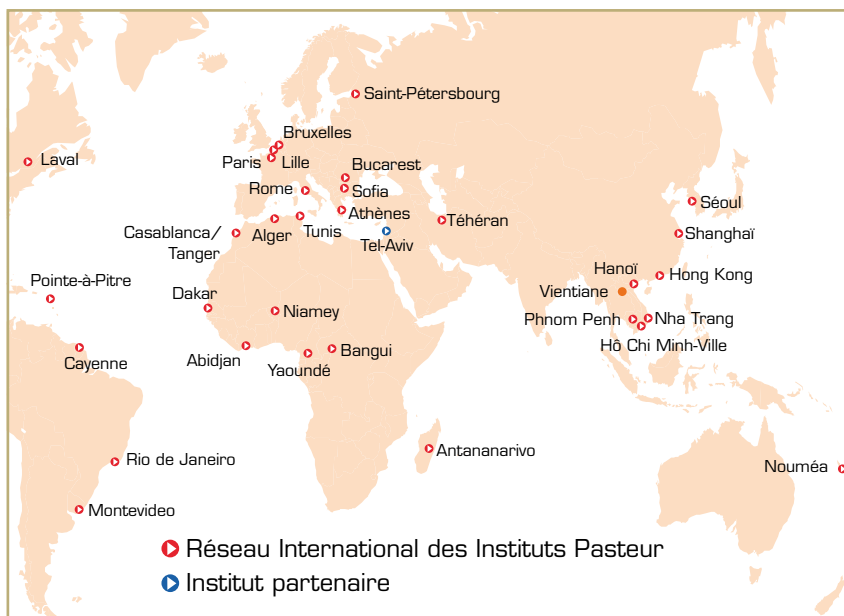 Saint-Pétersbourg
Bruxelles
Laval
Paris
Lille
Bucarest
Rome
Sofia
Séoul
Athènes
Téhéran
Casablanca/
Tanger
Alger
Tunis
Tel-Aviv
Shanghaï
Pointe-à-Pitre
Hanoï
Hong Kong
Dakar
Vientiane
Niamey
Phnom Penh
Nha Trang
Hô Chi Minh-Ville
Cayenne
Abidjan
Yaoundé
Bangui
Rio de Janeiro
Antananarivo
Nouméa
Montevideo
Réseau International des Instituts Pasteur
Institut partenaire